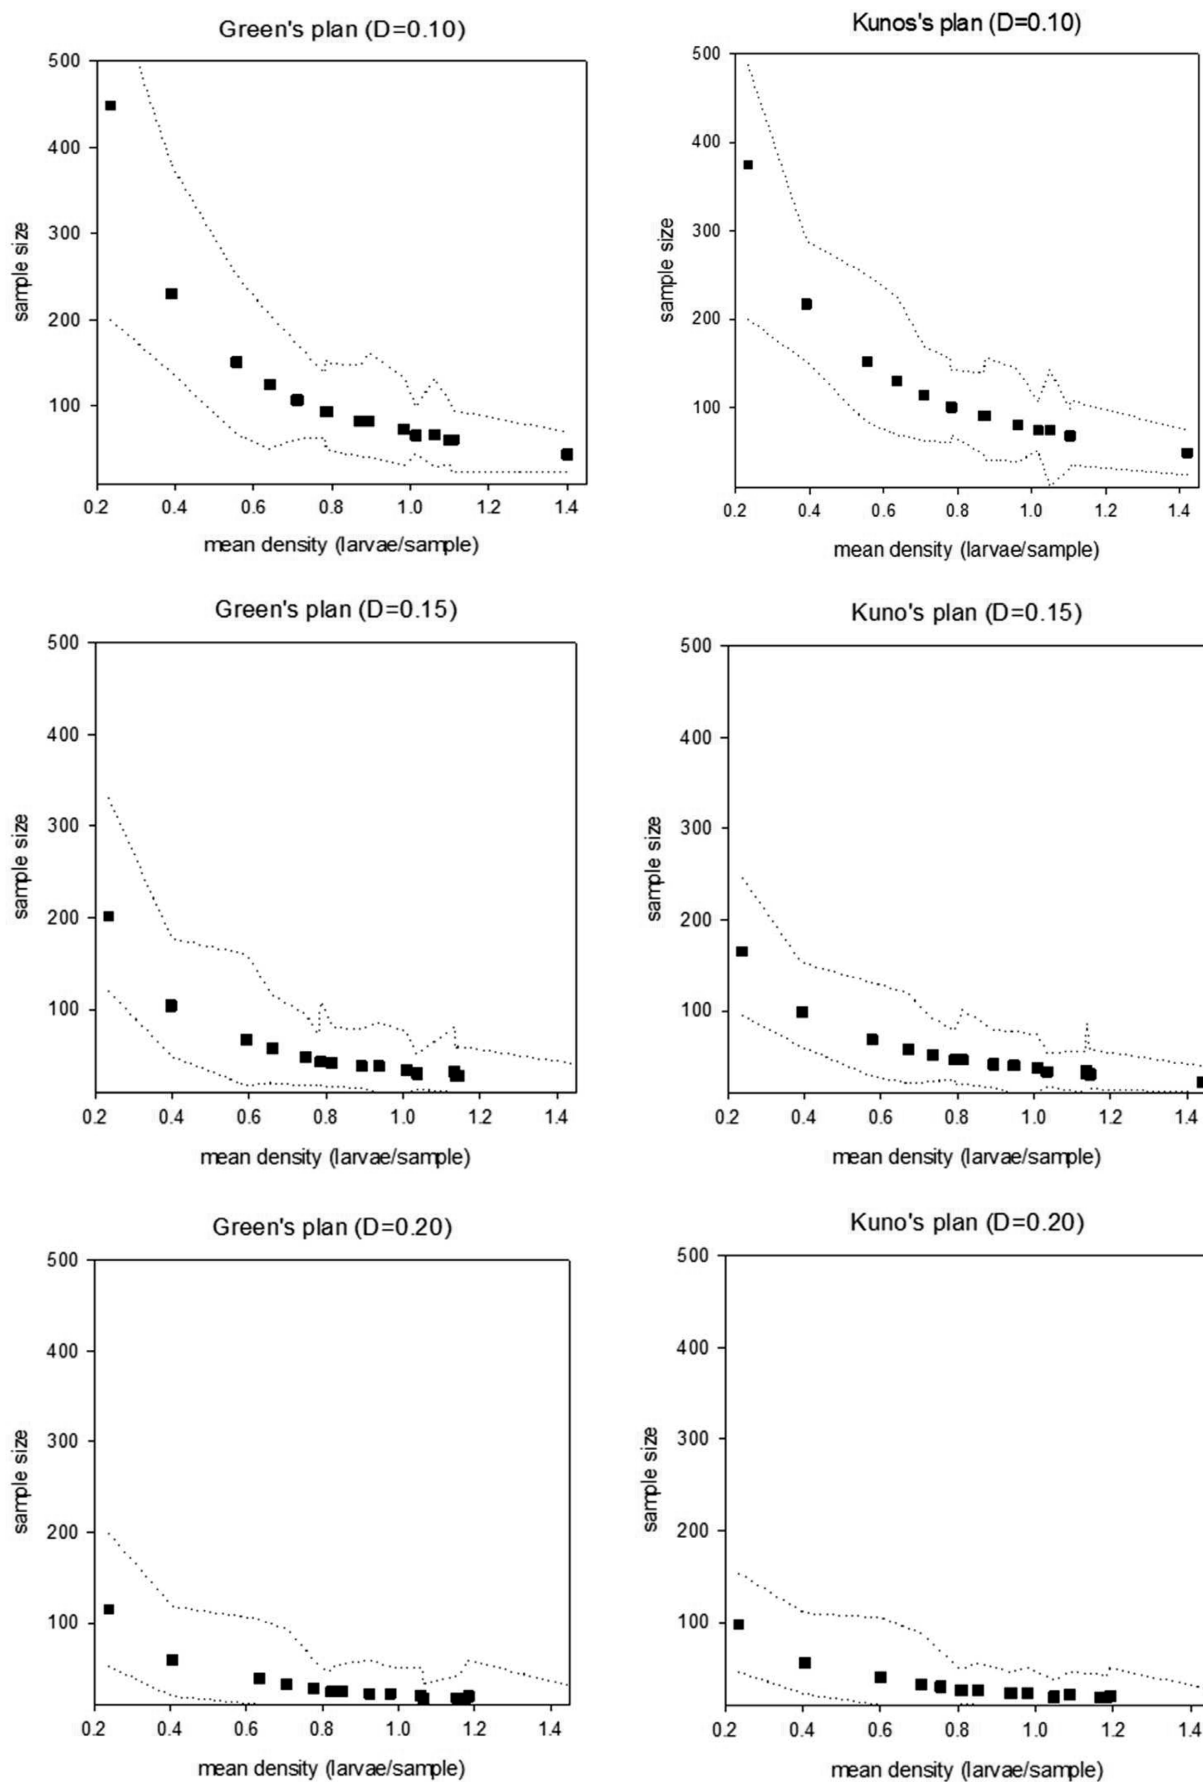 Green's plan (D=0.10)
500
400
300
200
100
sample size
0.2 0.4 0.6 0.8 1.0 1.2 1.4
mean density (larvae/sample)
Kunos's plan (D=0.10)
500
400
300
200
100
sample size
0.2 0.4 0.6 0.8 1.0 1.2 1.4
mean density (larvae/sample)
Green's plan (D=0.15)
500
400
300
200
100
sample size
0.2 0.4 0.6 0.8 1.0 1.2 1.4
mean density (larvae/sample)
Kuno's plan (D=0.15)
500
400
300
200
100
sample size
0.2 0.4 0.6 0.8 1.0 1.2 1.4
mean density (larvae/sample)
Green's plan (D=0.20)
500
400
300
200
100
sample size
0.2 0.4 0.6 0.8 1.0 1.2 1.4
mean density (larvae/sample)
Kuno's plan (D=0.20)
500
400
300
200
100
sample size
0.2 0.4 0.6 0.8 1.0 1.2 1.4
mean density (larvae/sample)